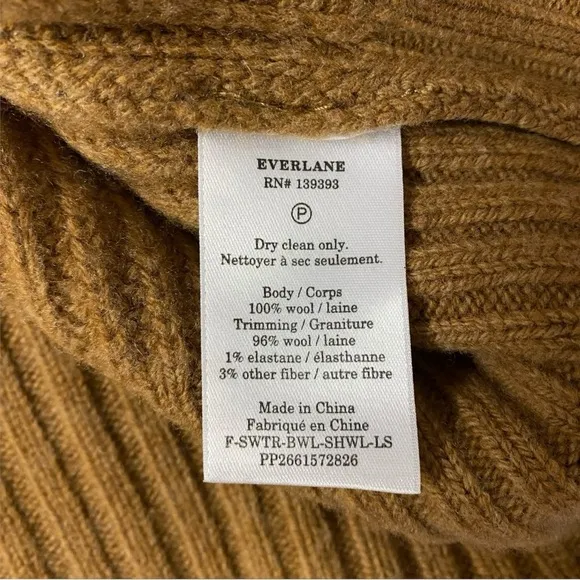 EVERLANE
RN# 139393
P
Dry clean only.
Nettoyer à sec seulement.
Body / Corps
100% wool / laine
Trimming / Graniture
96% wool / laine
1% elastane / élasthanne
3% other fiber / autre fibre
Made in China
Fabriqué en Chine
F-SWTR-BWL-SHWL-LS
PP2661572826